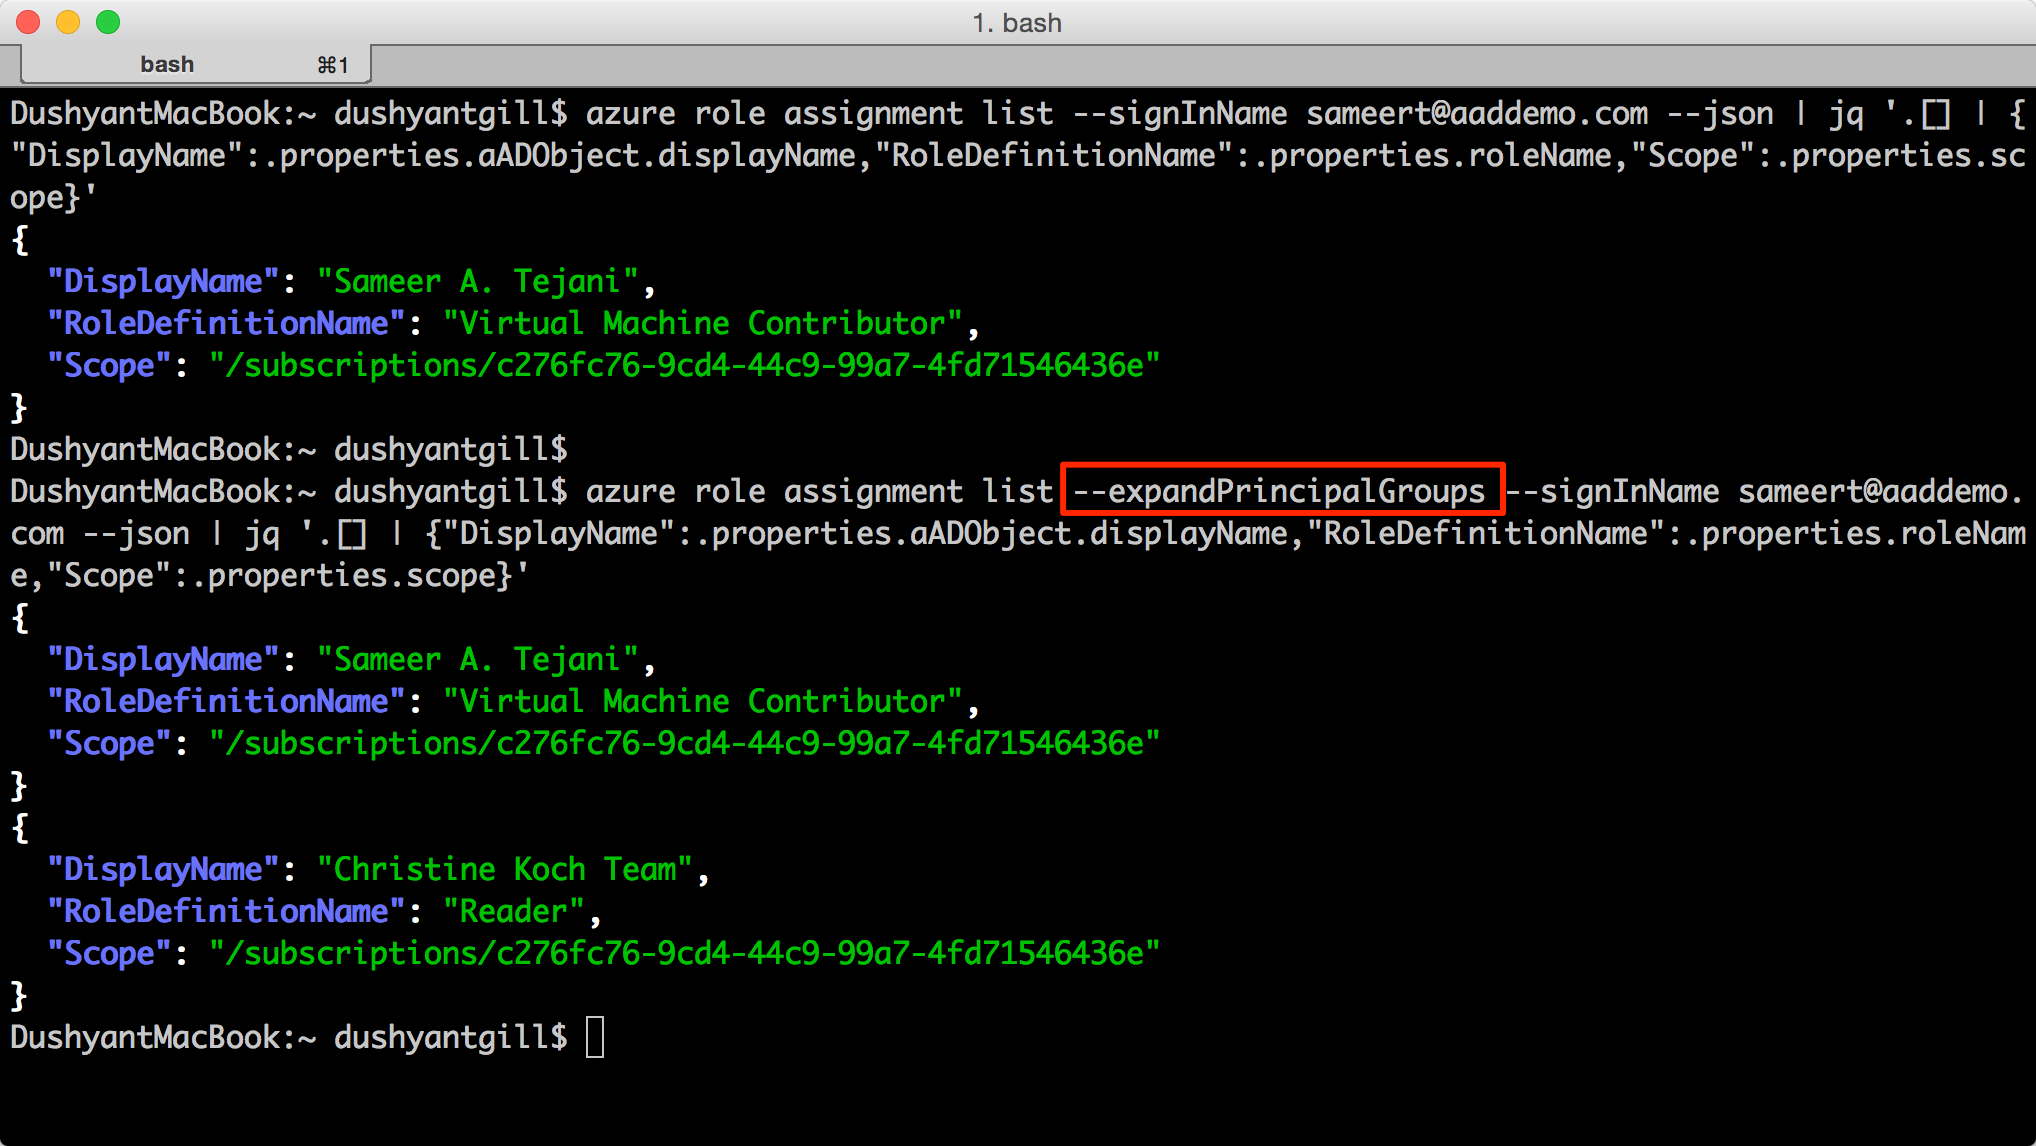 1. bash
bash ⌘1
DushyantMacBook:~ dushyantgill$ azure role assignment list --signInName sameert@aaddemo.com --json | jq '.[] | {
"DisplayName":.properties.aADObject.displayName,"RoleDefinitionName":.properties.roleName,"Scope":.properties.sc
ope}'
{
  "DisplayName": "Sameer A. Tejani",
  "RoleDefinitionName": "Virtual Machine Contributor",
  "Scope": "/subscriptions/c276fc76-9cd4-44c9-99a7-4fd71546436e"
}
DushyantMacBook:~ dushyantgill$
DushyantMacBook:~ dushyantgill$ azure role assignment list --expandPrincipalGroups --signInName sameert@aaddemo.
com --json | jq '.[] | {"DisplayName":.properties.aADObject.displayName,"RoleDefinitionName":.properties.roleNam
e,"Scope":.properties.scope}'
{
  "DisplayName": "Sameer A. Tejani",
  "RoleDefinitionName": "Virtual Machine Contributor",
  "Scope": "/subscriptions/c276fc76-9cd4-44c9-99a7-4fd71546436e"
}
{
  "DisplayName": "Christine Koch Team",
  "RoleDefinitionName": "Reader",
  "Scope": "/subscriptions/c276fc76-9cd4-44c9-99a7-4fd71546436e"
}
DushyantMacBook:~ dushyantgill$